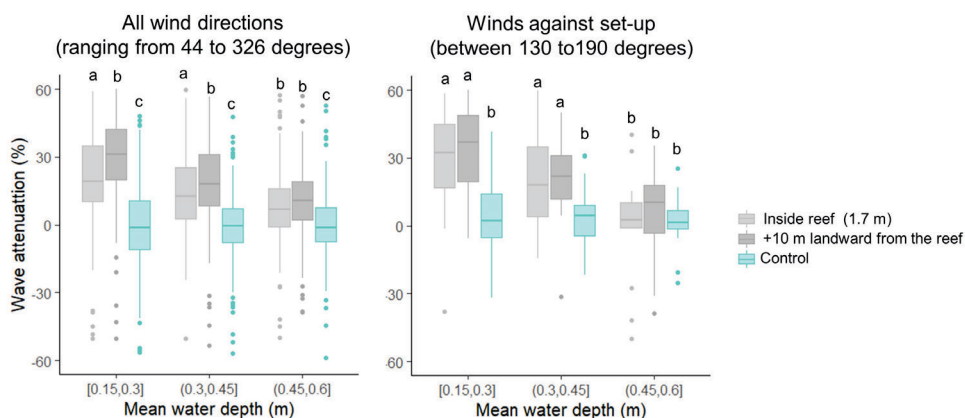 All wind directions
(ranging from 44 to 326 degrees)
Winds against set-up
(between 130 to190 degrees)
Wave attenuattion (%)
60
30
0
-30
-60
a b c a b c b b c
[0.15,0.3] (0.3,0.45] (0.45,0.6]
Mean water depth (m)
60
30
0
-30
-60
a a b a a b b b b
[0.15,0.3] (0.3,0.45] (0.45,0.6]
Mean water depth (m)
Inside reef (1.7 m)
+10 m landward from the reef
Control